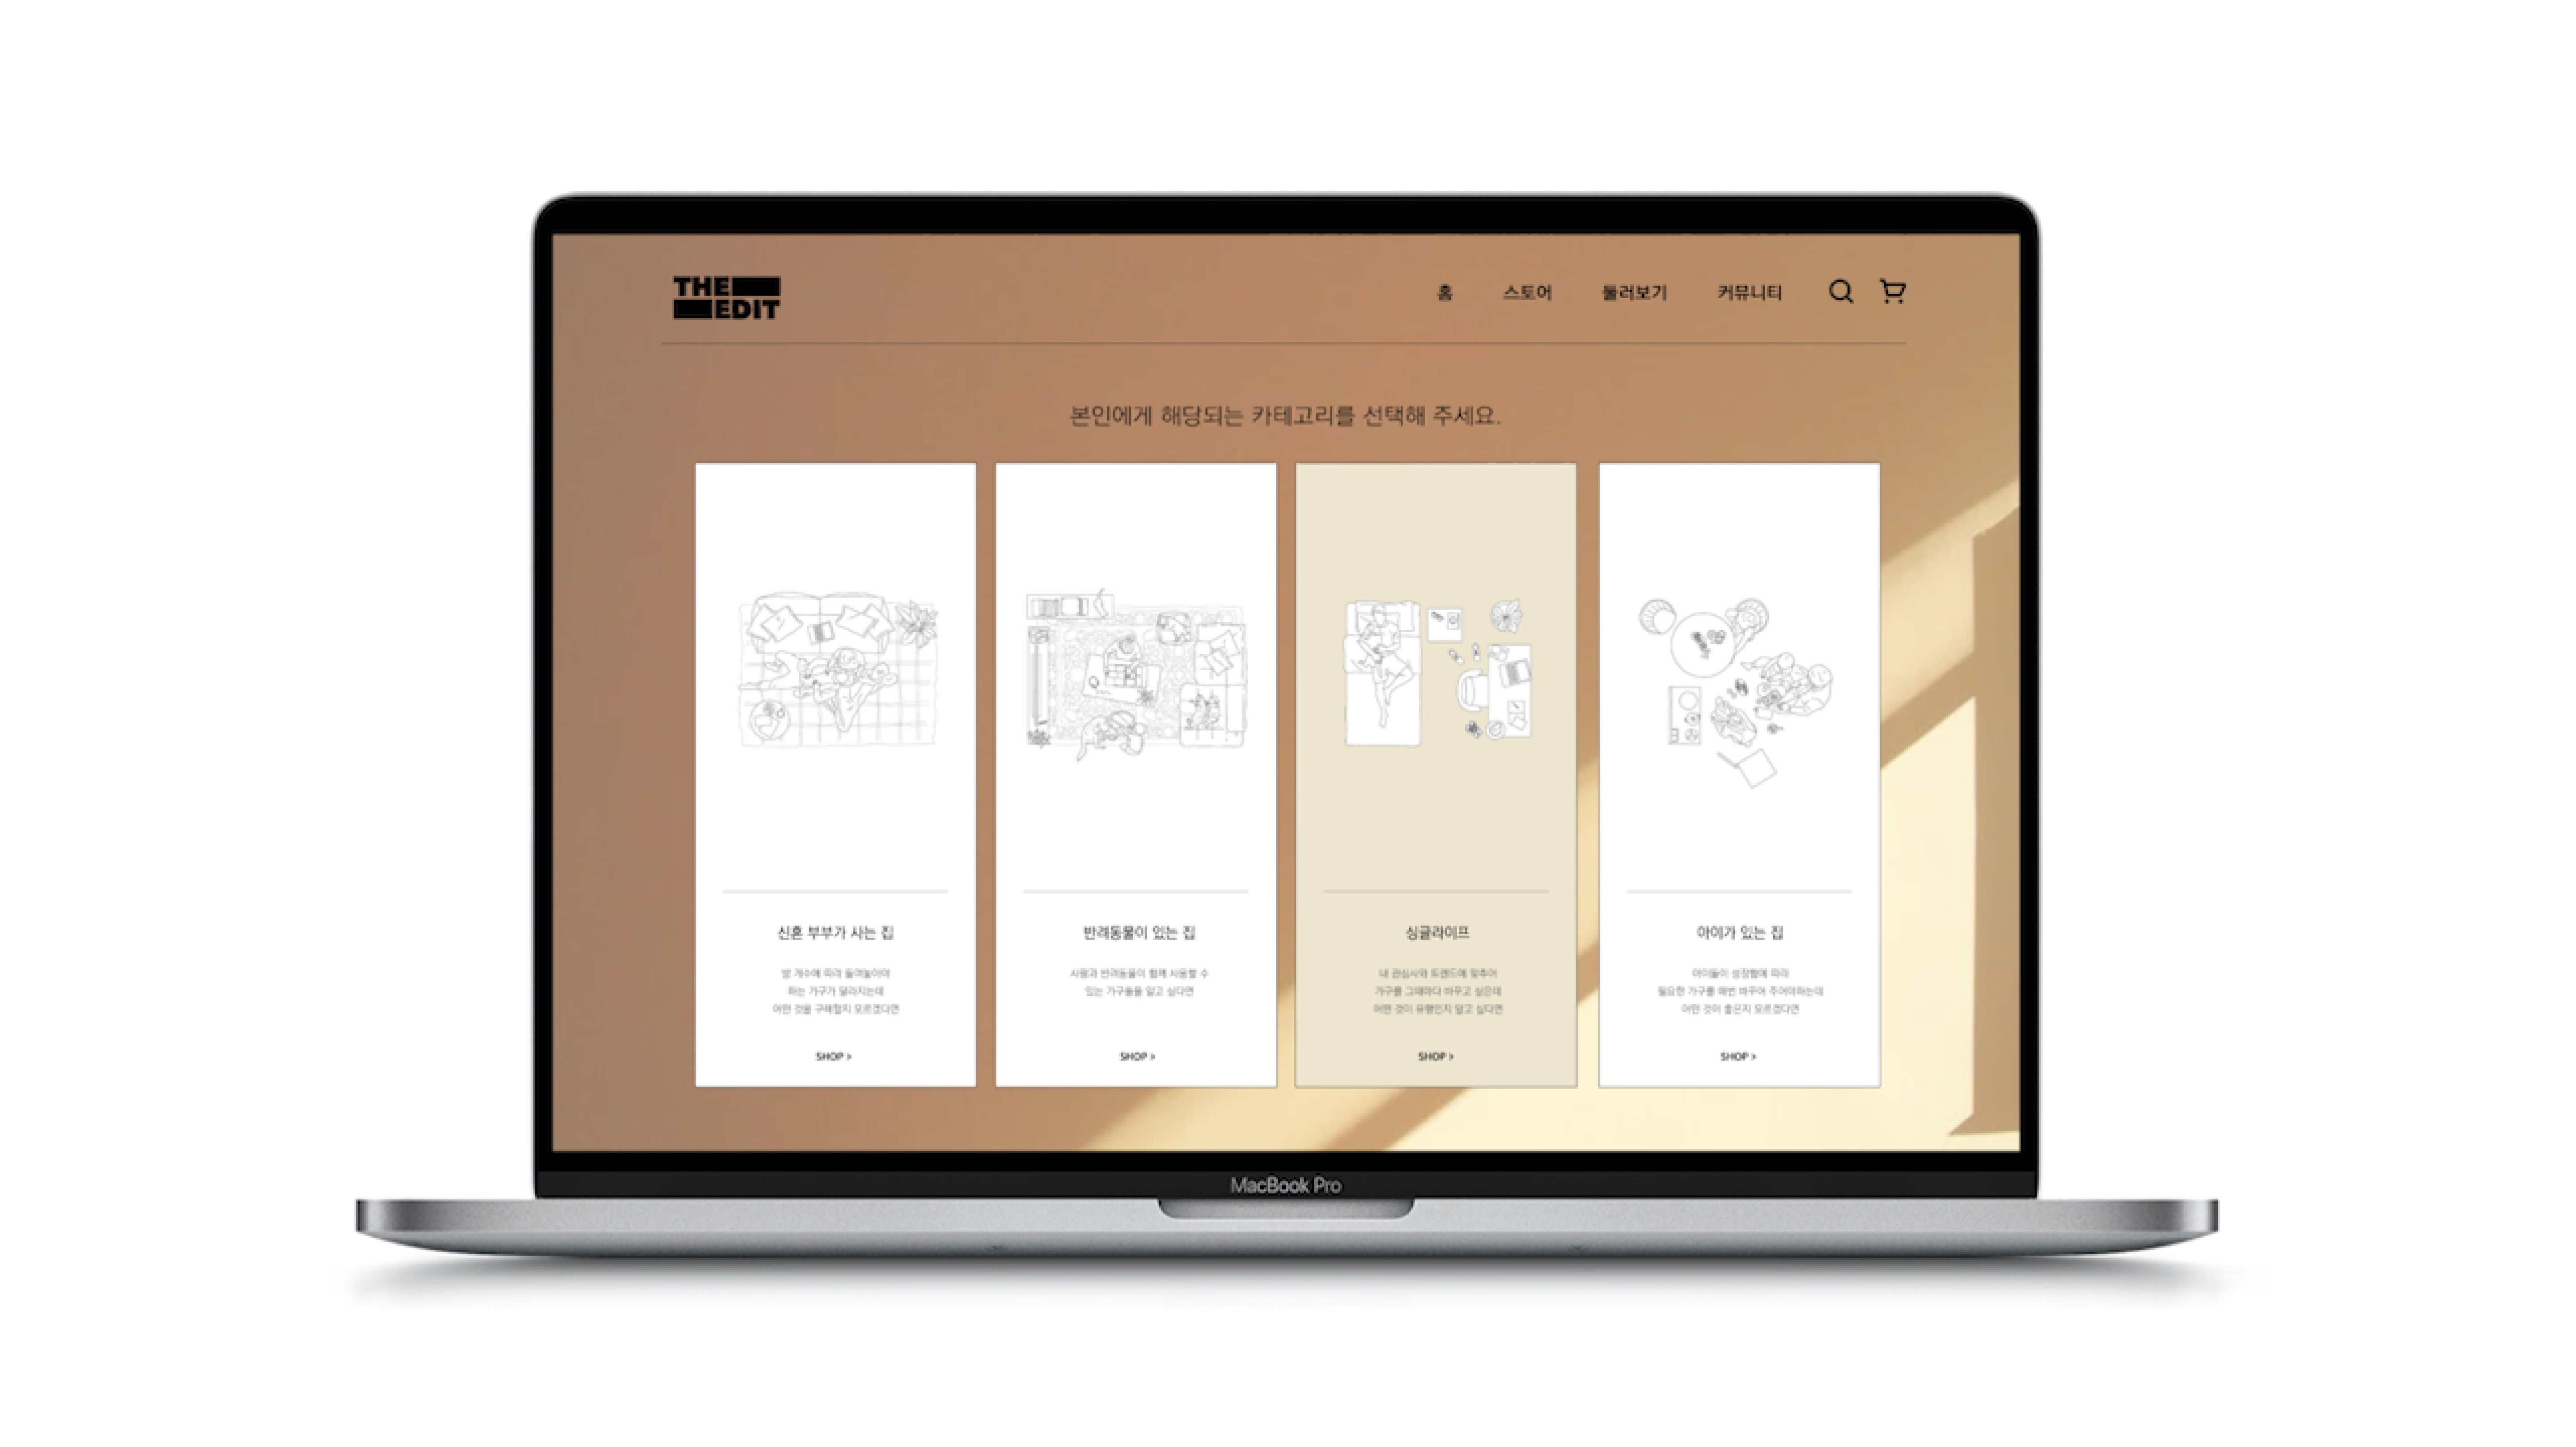 THE
EDIT
홈 스토어 둘러보기 커뮤니티
본인에게 해당되는 카테고리를 선택해 주세요.
신혼 부부가 사는 집
방 개수에 따라 들여놓아야
하는 가구가 달라지는데
어떤 것을 구매할지 모르겠다면
SHOP >
반려동물이 있는 집
사람과 반려동물이 함께 사용할 수
있는 가구들을 알고 싶다면
SHOP >
싱글라이프
내 관심사와 트렌드에 맞추어
가구를 그때마다 바꾸고 싶은데
어떤 것이 유행인지 알고 싶다면
SHOP >
아이가 있는 집
아이들이 성장함에 따라
필요한 가구를 매번 바꾸어 주어야하는데
어떤 것이 좋은지 모르겠다면
SHOP >
MacBook Pro